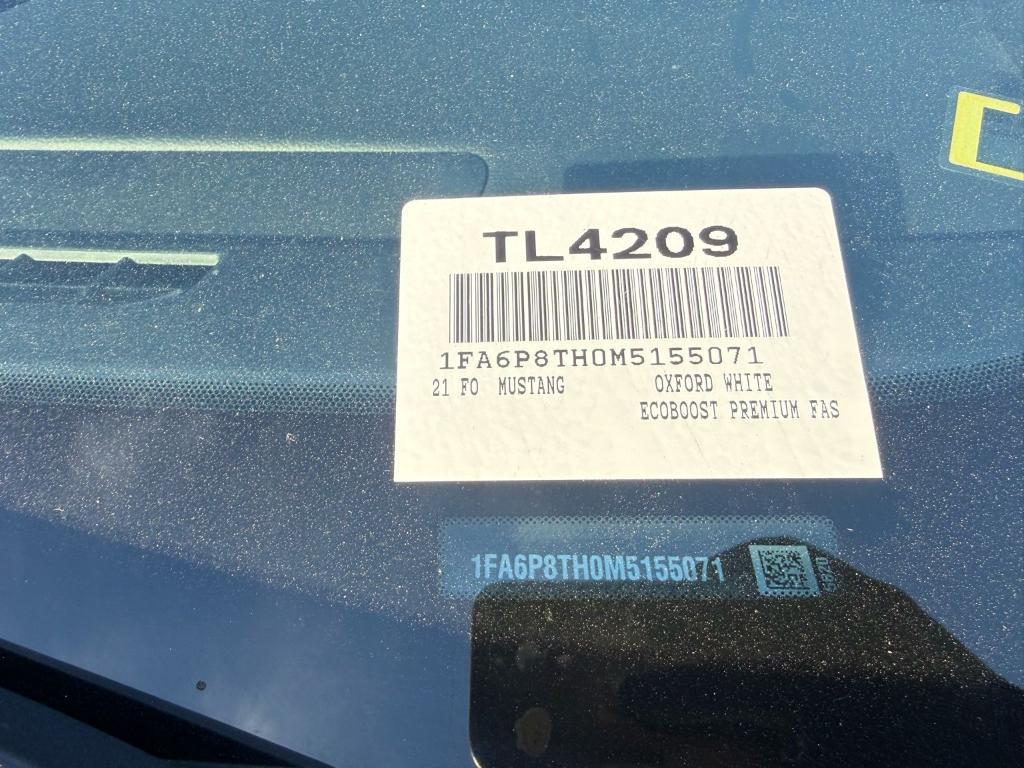 TL4209
1FA6P8TH0M5155071
21 FO MUSTANG OXFORD WHITE
ECOBOOST PREMIUM FAS
1FA6P8TH0M5155071